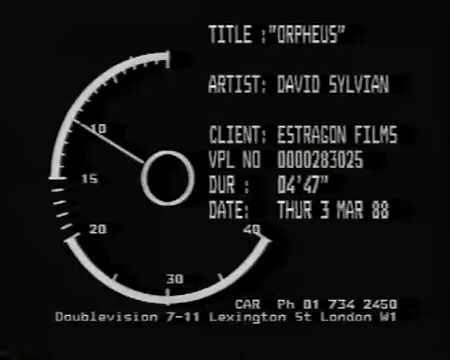 TITLE :"ORPHEUS"
ARTIST: DAVID SYLVIAN
CLIENT: ESTRAGON FILMS
VPL NO 0000283025
DUR : 04'47"
DATE: THUR 3 MAR 88
10
15
20
30
40
CAR Ph 01 734 2450
Doublevision 7-11 Lexington St London W1